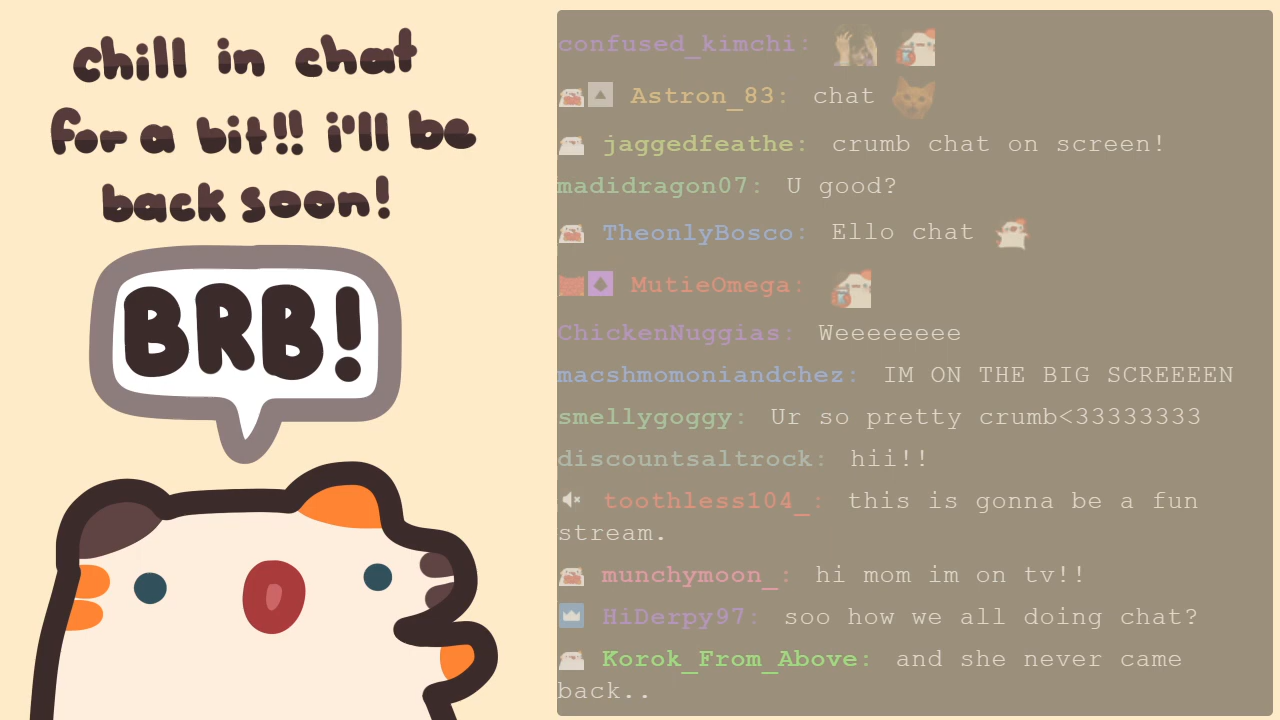 chill in chat
for a bit!! i'll be
back soon!
BRB!
confused_kimchi:
Astron_83: chat
jaggedfeathe: crumb chat on screen!
madidragon07: U good?
TheonlyBosco: Ello chat
MutieOmega:
ChickenNuggias: Weeeeeeee
macshmomoniandchez: IM ON THE BIG SCREEEEN
smellygoggy: Ur so pretty crumb<33333333
discountsaltrock: hii!!
toothless104_: this is gonna be a fun
stream.
munchymoon_: hi mom im on tv!!
HiDerpy97: soo how we all doing chat?
Korok_From_Above: and she never came
back..